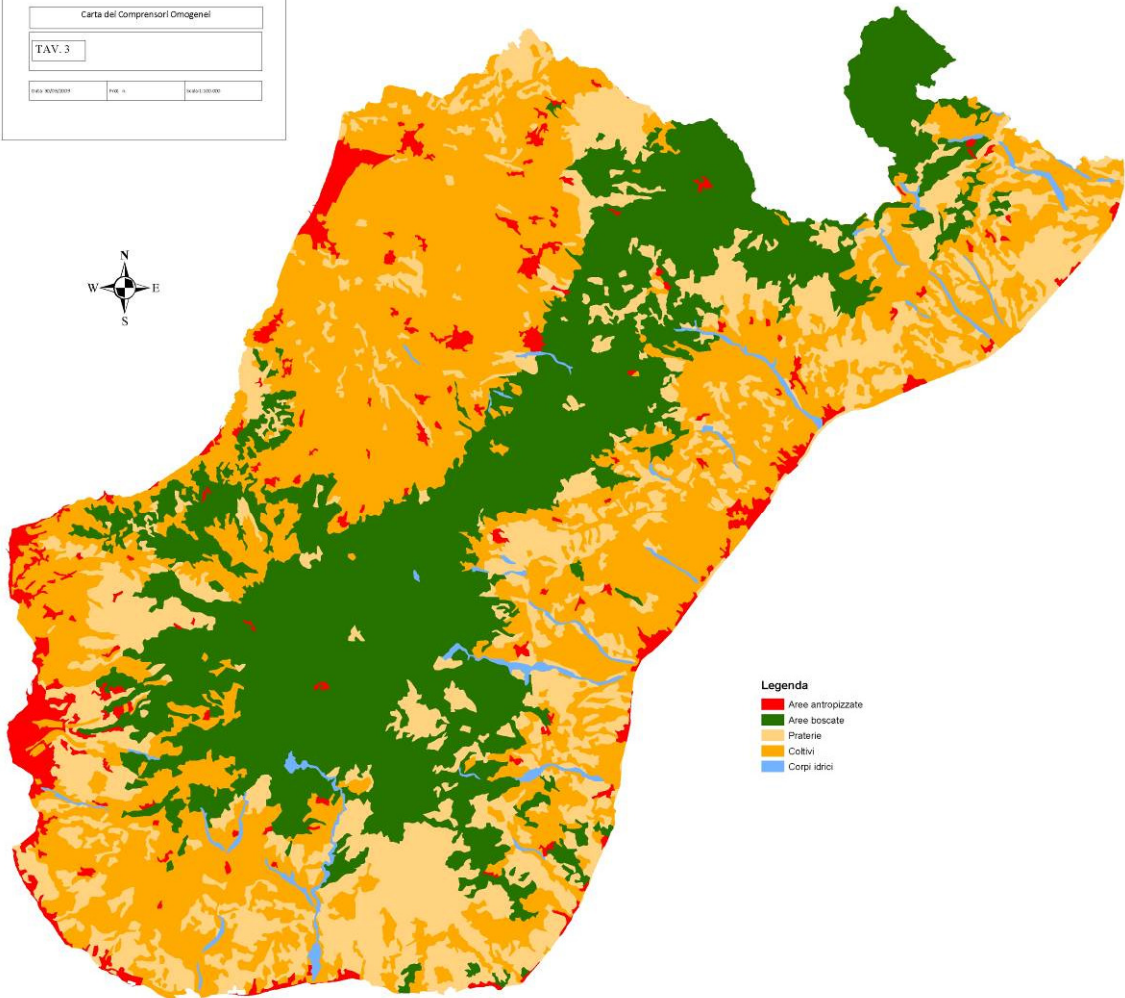 Carta dei Comprensori Omogenei
TAV. 3
N
W E
S
Legenda
Aree antropizzate
Aree boscate
Praterie
Coltivi
Corpi idrici